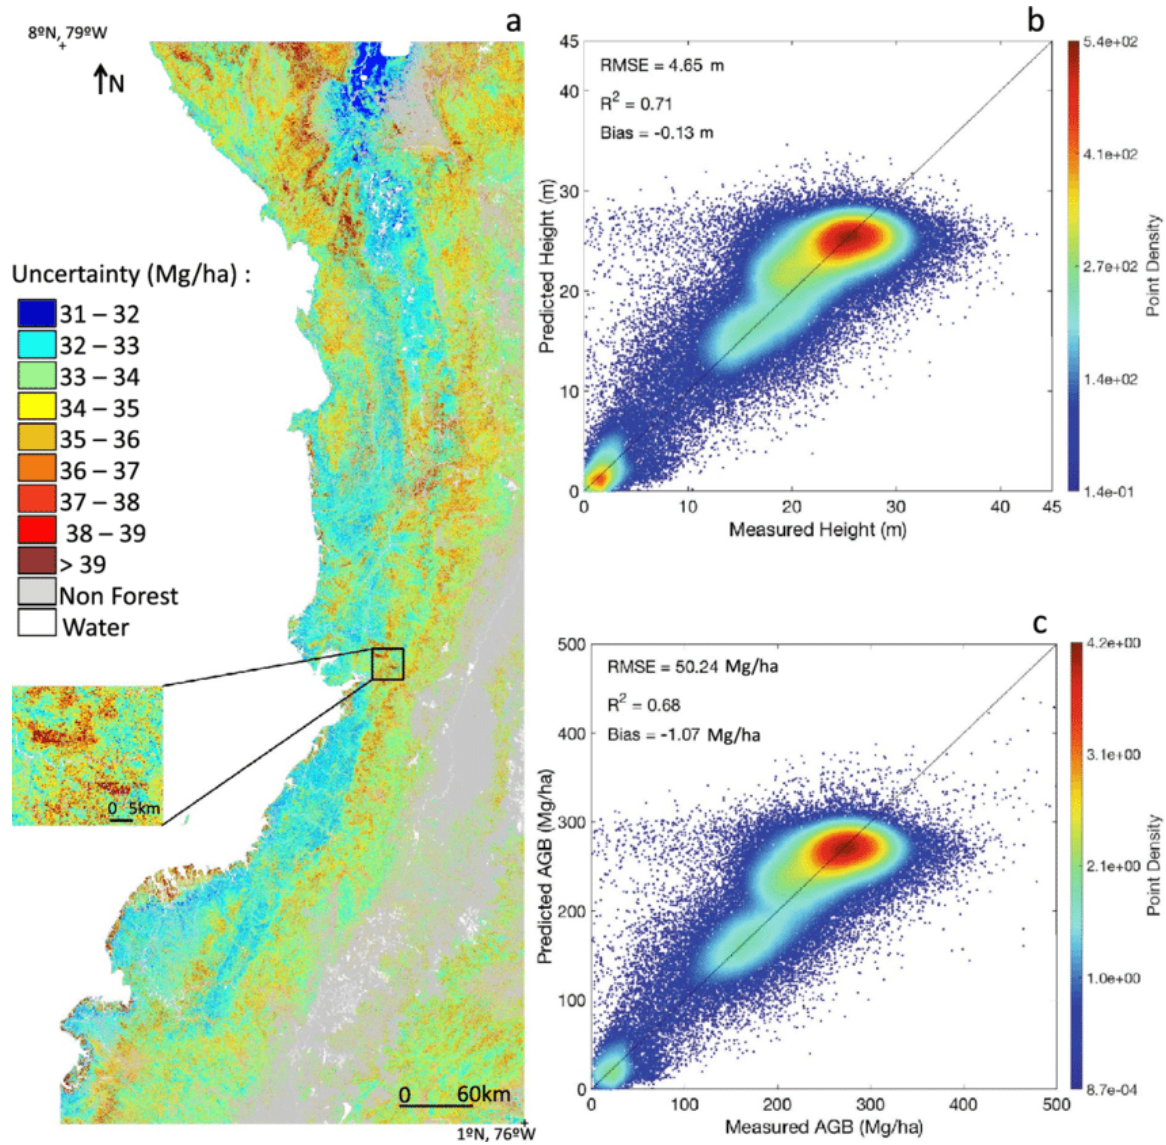 a
8ºN, 79ºW
N
Uncertainty (Mg/ha) :
31 – 32
32 – 33
33 – 34
34 – 35
35 – 36
36 – 37
37 – 38
38 – 39
> 39
Non Forest
Water
0 5km
0 60km
1ºN, 76ºW
b
RMSE = 4.65 m
R² = 0.71
Bias = -0.13 m
Predicted Height (m)
45
40
30
20
10
0
0 10 20 30 40 45
Measured Height (m)
5.4e+02
4.1e+02
2.7e+02
1.4e+02
1.4e-01
Point Density
c
RMSE = 50.24 Mg/ha
R² = 0.68
Bias = -1.07 Mg/ha
Predicted AGB (Mg/ha)
500
400
300
200
100
0
0 100 200 300 400 500
Measured AGB (Mg/ha)
4.2e+00
3.1e+00
2.1e+00
1.0e+00
8.7e-04
Point Density